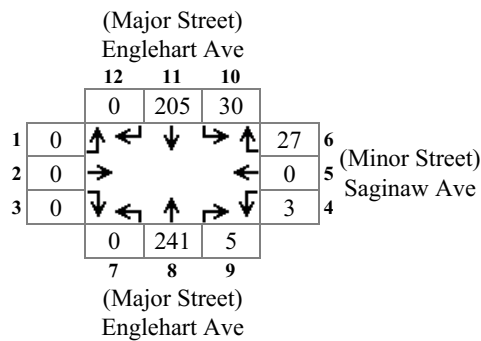 (Major Street)
Englehart Ave
12 11 10
0 205 30
1 0 27 6
2 0 0 5
(Minor Street)
Saginaw Ave
3 0 3 4
0 241 5
7 8 9
(Major Street)
Englehart Ave